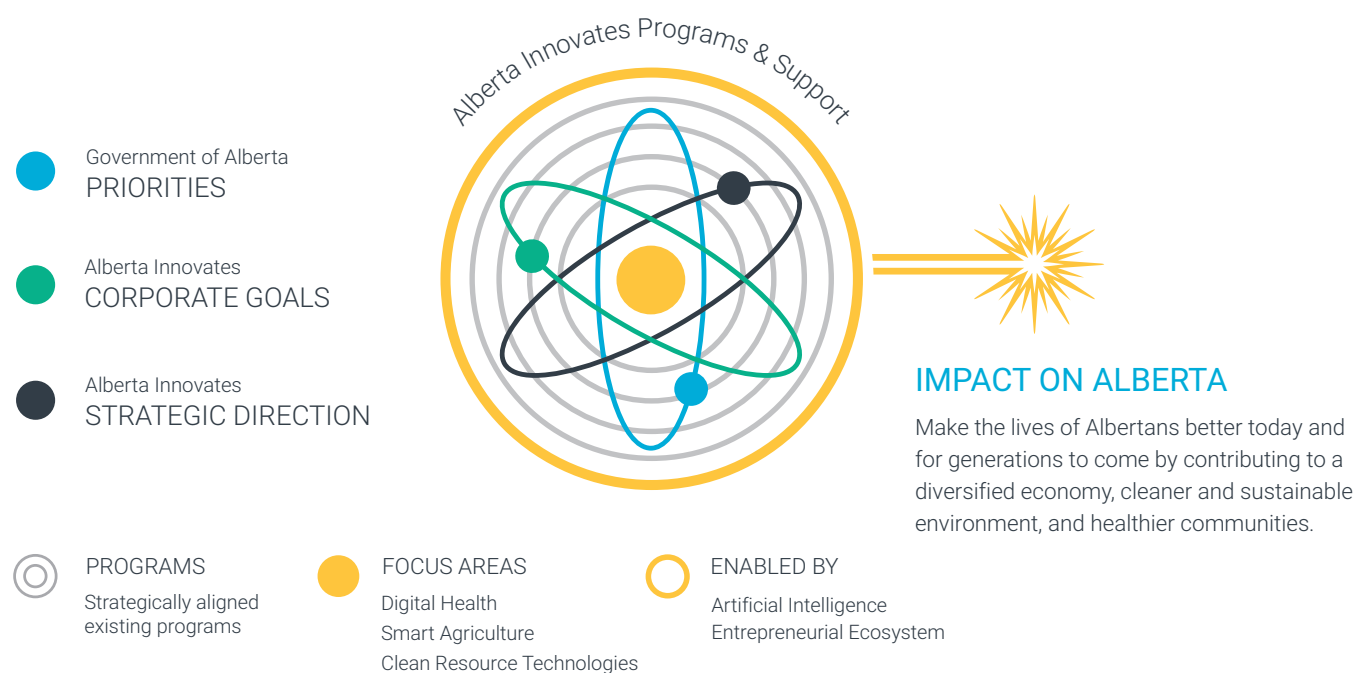 Alberta Innovates Programs & Support
Government of Alberta
PRIORITIES
Alberta Innovates
CORPORATE GOALS
Alberta Innovates
STRATEGIC DIRECTION
IMPACT ON ALBERTA
Make the lives of Albertans better today and
for generations to come by contributing to a
diversified economy, cleaner and sustainable
environment, and healthier communities.
PROGRAMS
Strategically aligned
existing programs
FOCUS AREAS
Digital Health
Smart Agriculture
Clean Resource Technologies
ENABLED BY
Artificial Intelligence
Entrepreneurial Ecosystem